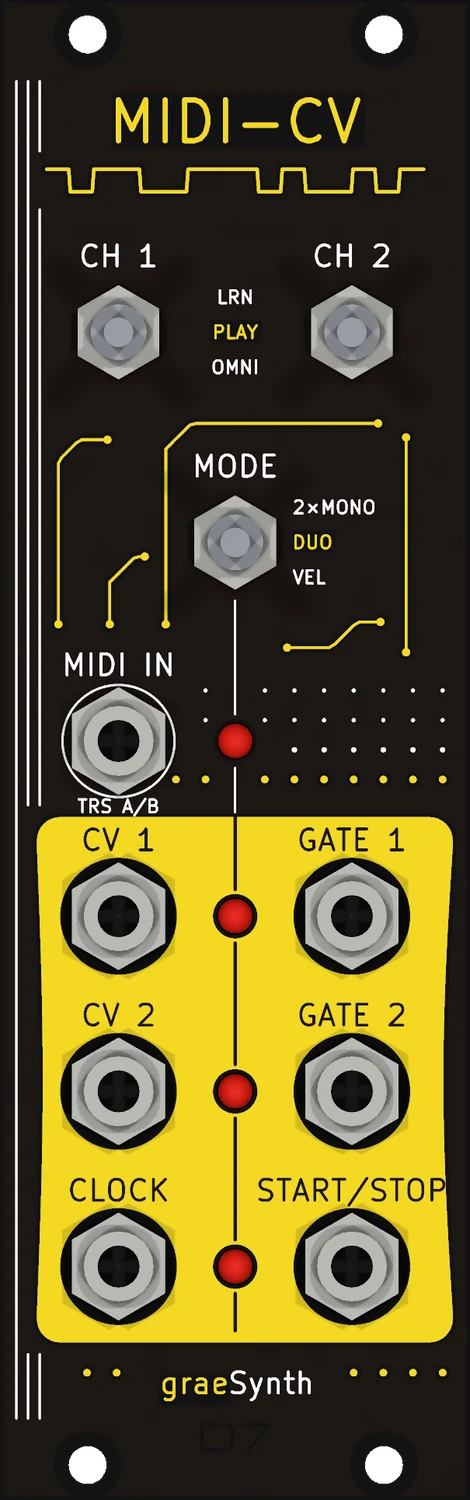 MIDI-CV
CH 1
CH 2
LRN
PLAY
OMNI
MODE
2×MONO
DUO
VEL
MIDI IN
TRS A/B
CV 1
GATE 1
CV 2
GATE 2
CLOCK
START/STOP
graeSynth
D7